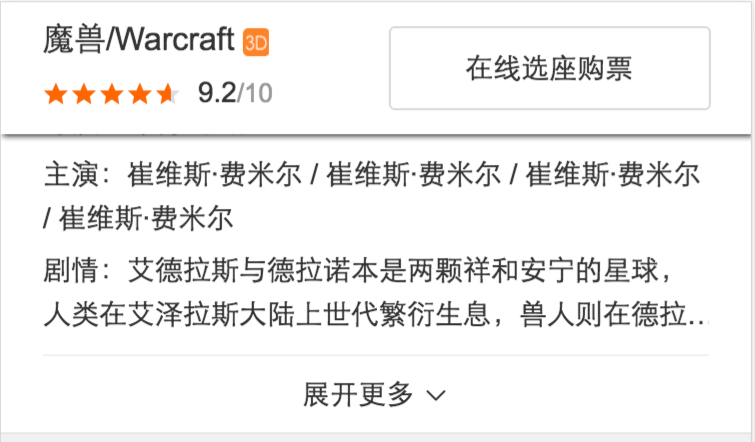 魔兽/Warcraft 3D
9.2/10
在线选座购票
主演：崔维斯·费米尔 / 崔维斯·费米尔 / 崔维斯·费米尔
/ 崔维斯·费米尔
剧情：艾德拉斯与德拉诺本是两颗祥和安宁的星球，
人类在艾泽拉斯大陆上世代繁衍生息，兽人则在德拉...
展开更多